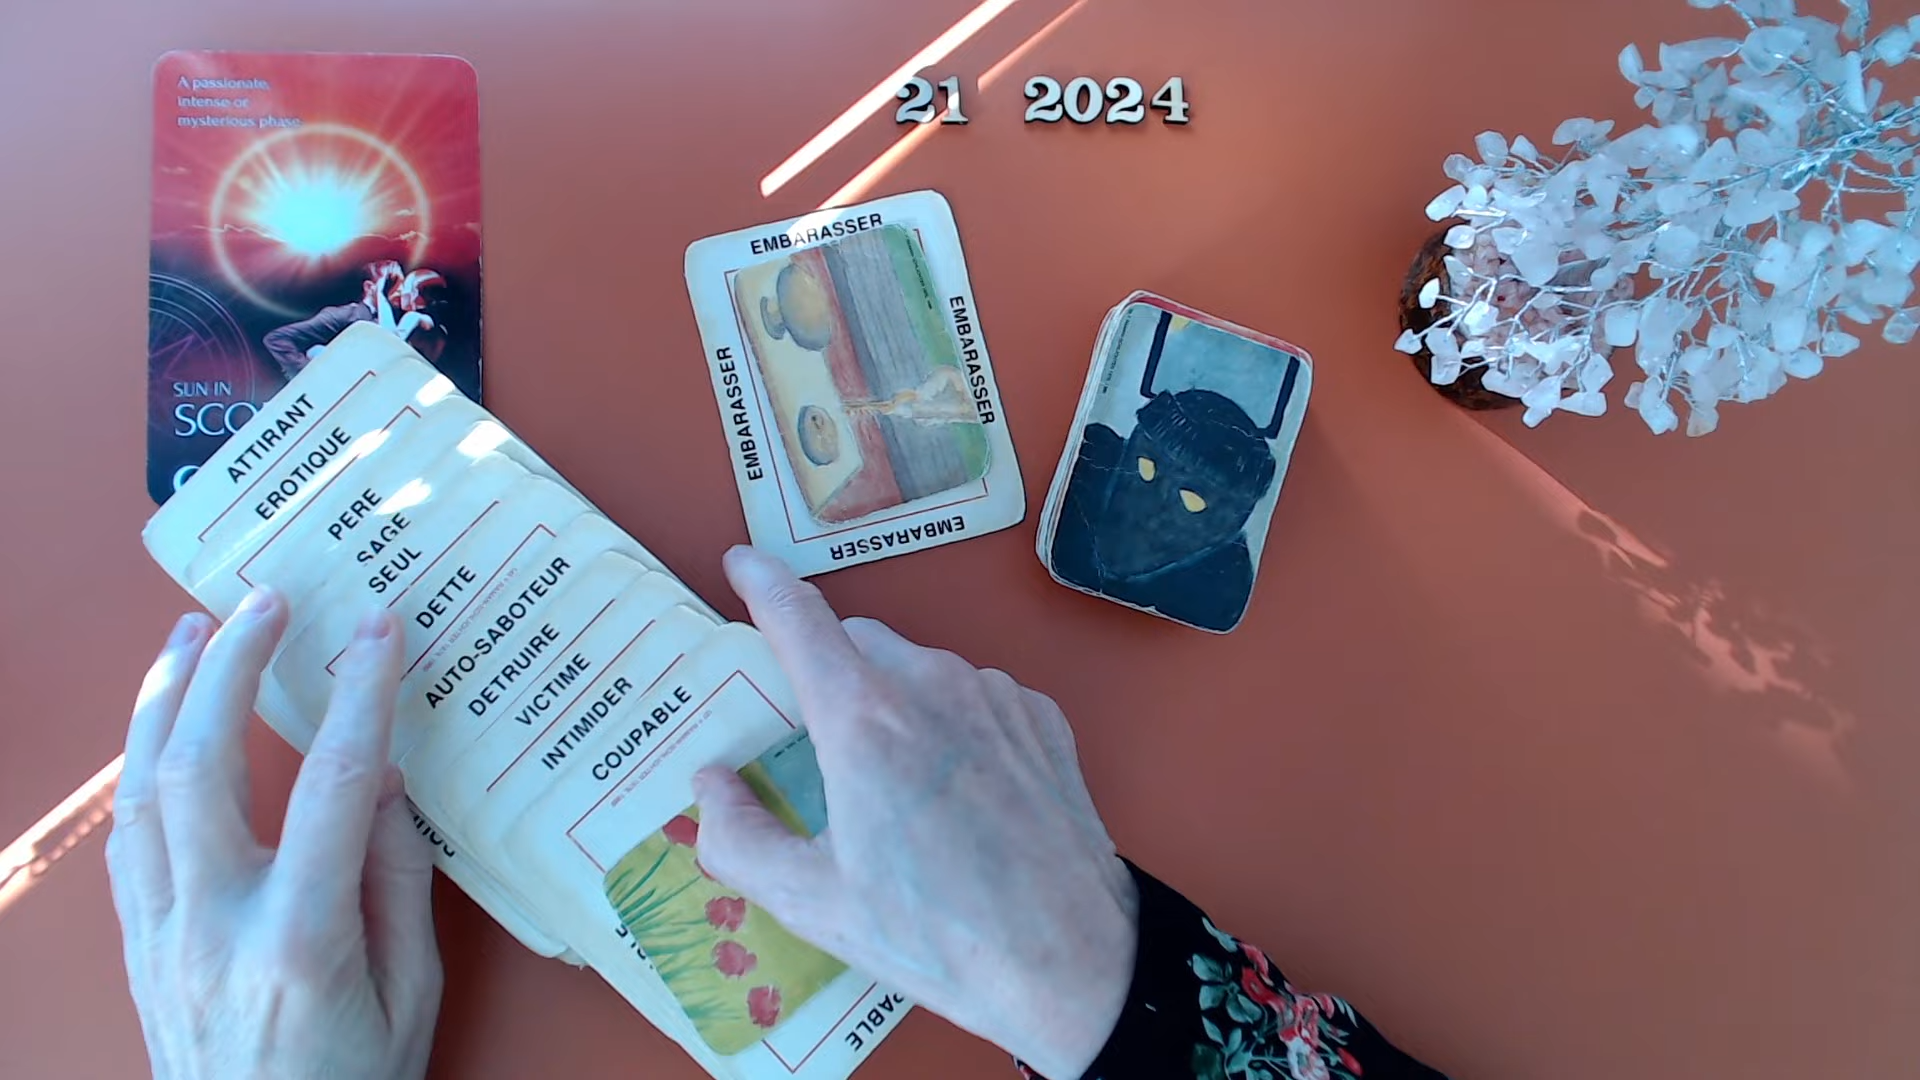 A passionate,
intense or
mysterious phase
SUN IN
SCO
21 2024
EMBARASSER
EMBARASSER
EMBARASSER
EMBARASSER
ATTIRANT
EROTIQUE
PERE
SAGE
SEUL
DETTE
AUTO-SABOTEUR
DETRUIRE
VICTIME
INTIMIDER
COUPABLE
PABLE